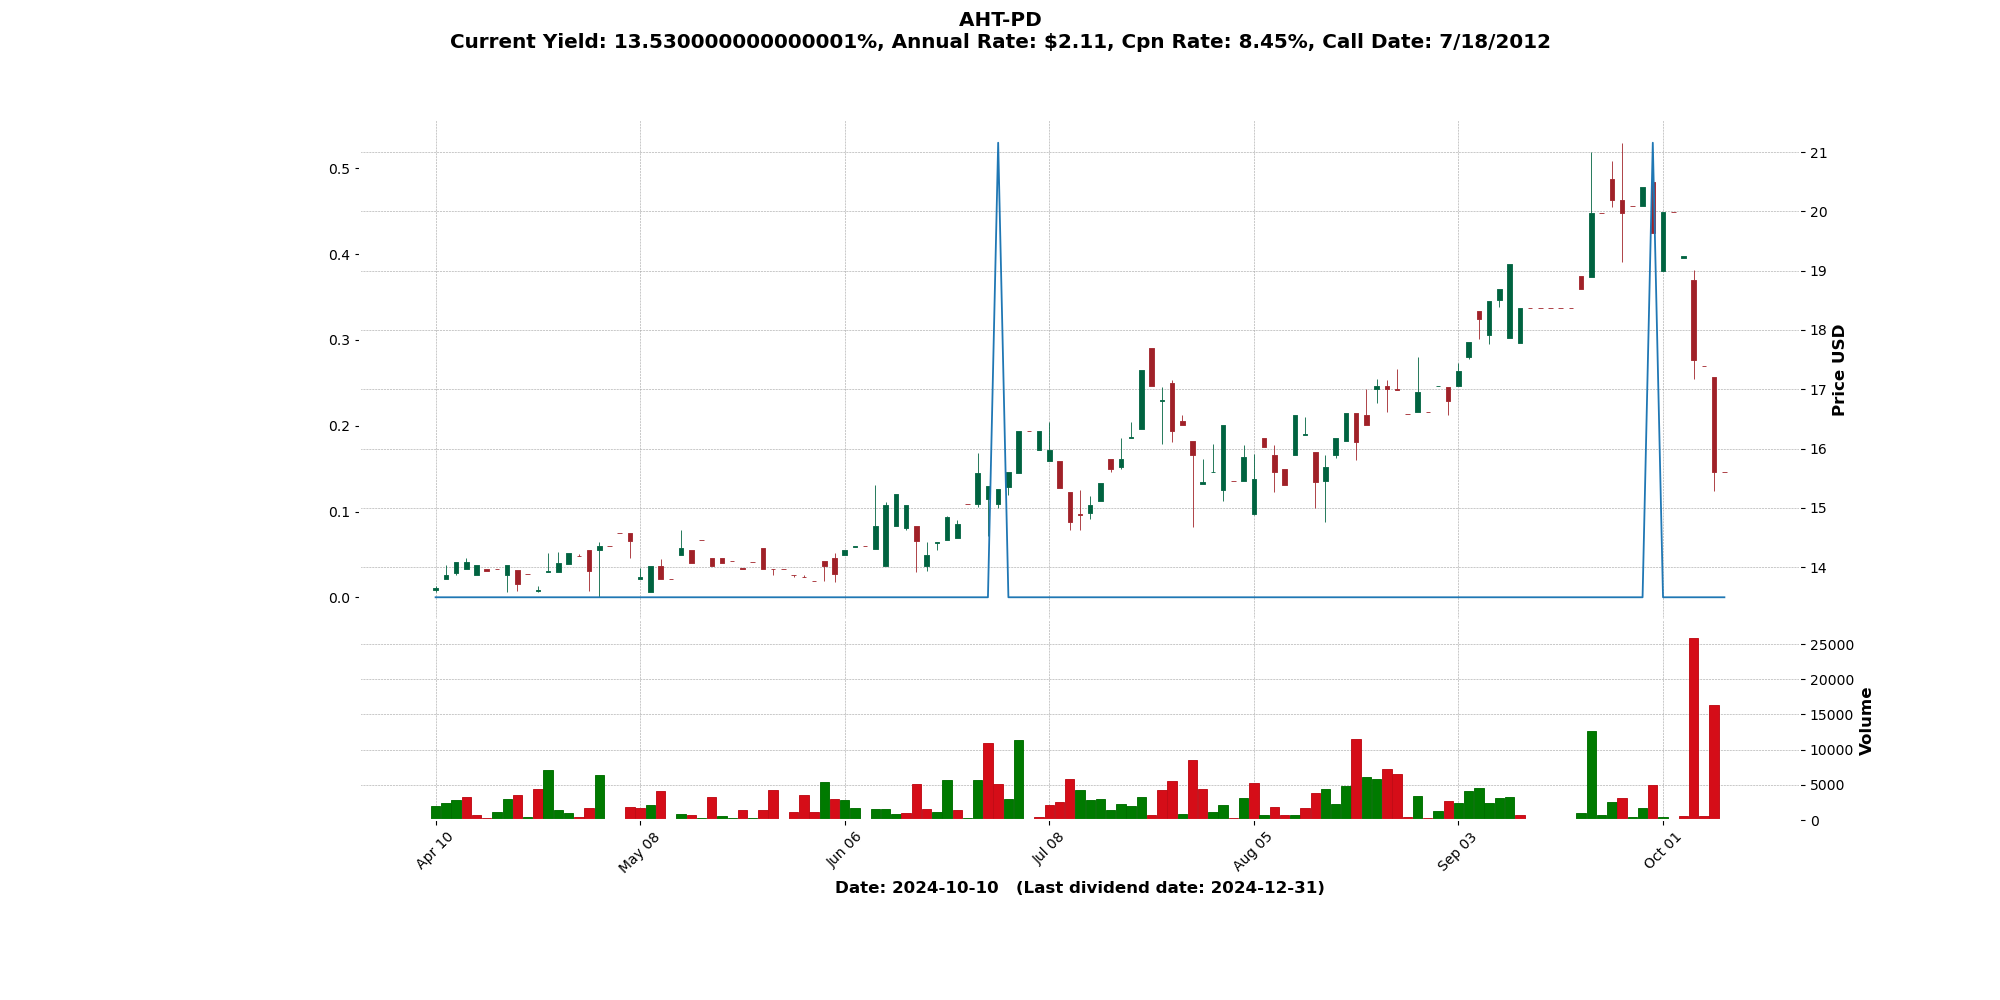 AHT-PD
Current Yield: 13.530000000000001%, Annual Rate: $2.11, Cpn Rate: 8.45%, Call Date: 7/18/2012
0.5
0.4
0.3
0.2
0.1
0.0
21
20
19
18
17
16
15
14
Price USD
25000
20000
15000
10000
5000
0
Volume
Apr 10
May 08
Jun 06
Jul 08
Aug 05
Sep 03
Oct 01
Date: 2024-10-10 (Last dividend date: 2024-12-31)